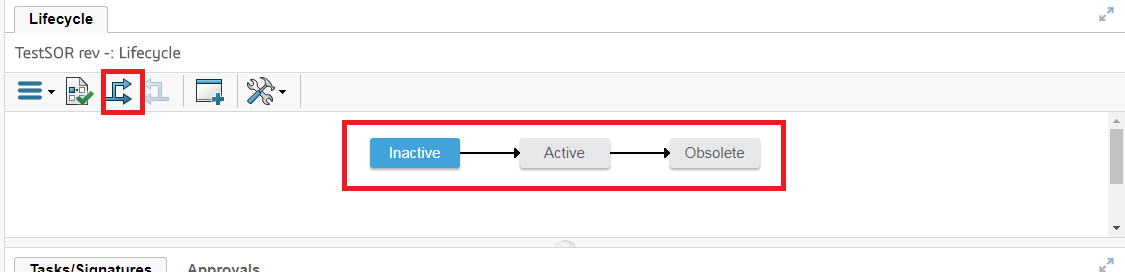 Lifecycle
TestSOR rev -: Lifecycle
Inactive Active Obsolete
Tasks/Signatures Approvals